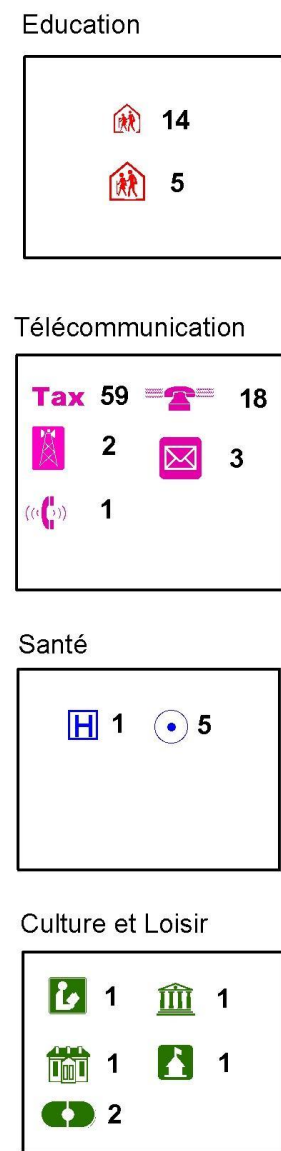 Education
14
5
Télécommunication
Tax 59 18
2 3
1
Santé
H 1 5
Culture et Loisir
1 1
1 1
2